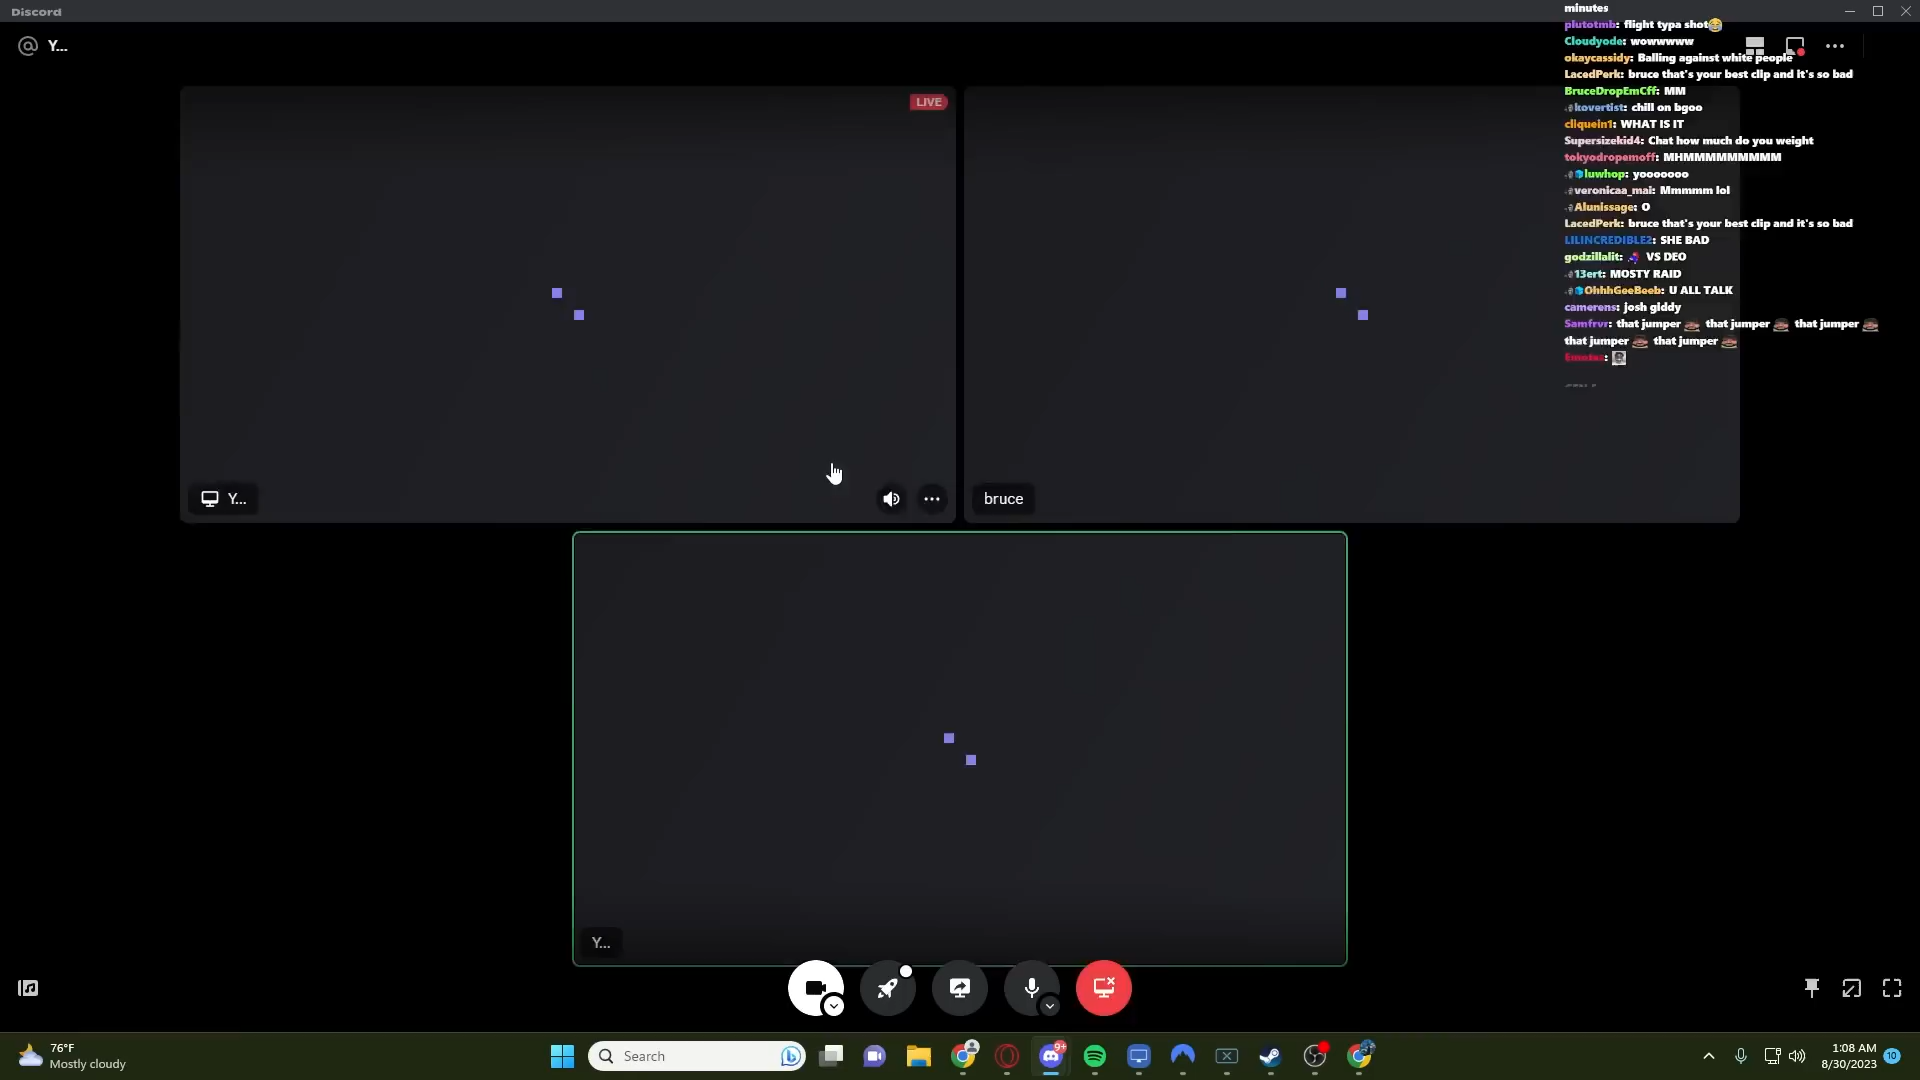 Discord
Y...
minutes
plutotmb: flight typa shot😂
Cloudyode: wowwwww
okaycassidy: Balling against white people
LacedPerk: bruce that's your best clip and it's so bad
BruceDropEmCff: MM
kovertist: chill on bgoo
cliquein1: WHAT IS IT
Supersizekid4: Chat how much do you weight
tokyodropemoff: MHMMMMMMMMM
luwhop: yooooooo
veronicaa_mai: Mmmmm lol
Alunissage: O
LacedPerk: bruce that's your best clip and it's so bad
LILINCREDIBLE2: SHE BAD
godzillalit: VS DEO
13ert: MOSTY RAID
OhhhGeeBeeb: U ALL TALK
camerens: josh glddy
Samfrvr: that jumper that jumper that jumper
that jumper that jumper
LIVE
Y...
bruce
Y...
76°F
Mostly cloudy
Search
9+
1:08 AM
8/30/2023
10